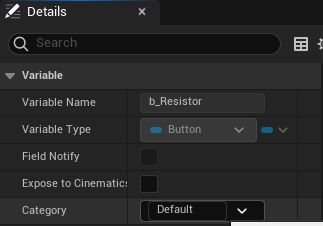 Details
Search
Variable
Variable Name b_Resistor
Variable Type Button
Field Notify
Expose to Cinematics
Category Default